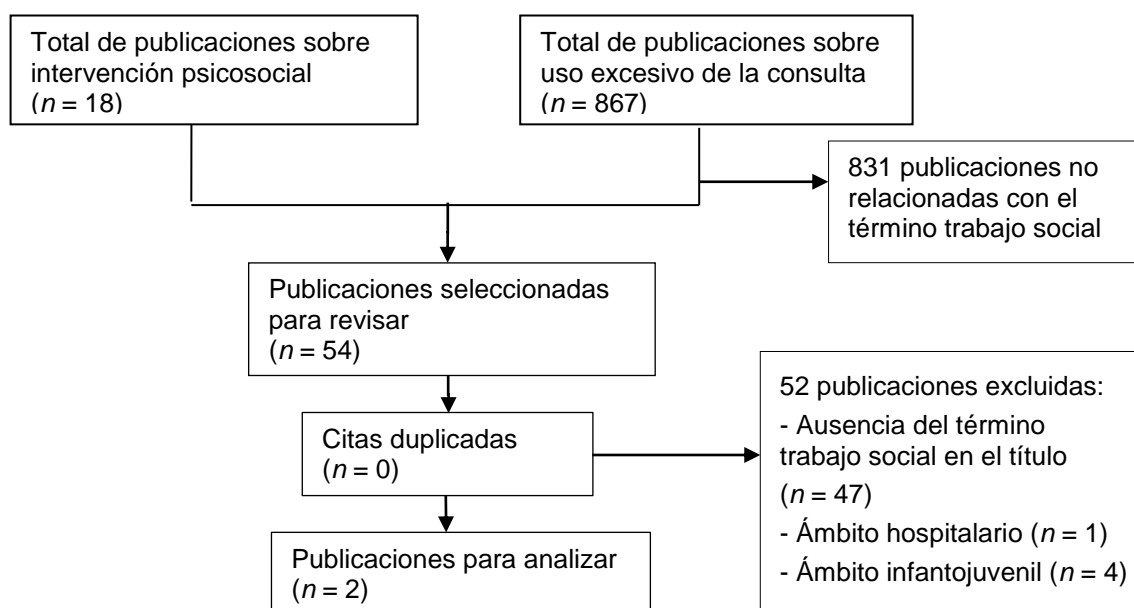 Total de publicaciones sobre
intervención psicosocial
(n = 18)
Total de publicaciones sobre
uso excesivo de la consulta
(n = 867)
831 publicaciones no
relacionadas con el
término trabajo social
Publicaciones seleccionadas
para revisar
(n = 54)
Citas duplicadas
(n = 0)
52 publicaciones excluidas:
- Ausencia del término
trabajo social en el título
(n = 47)
- Ámbito hospitalario (n = 1)
- Ámbito infantojuvenil (n = 4)
Publicaciones para analizar
(n = 2)